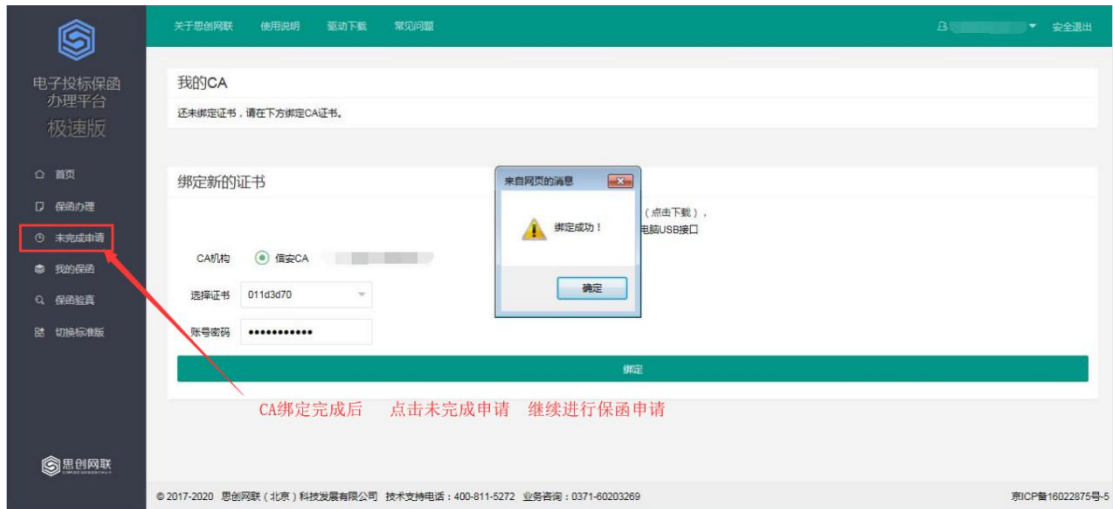 关于思创网联 使用说明 驱动下载 常见问题 安全退出
电子投标保函
办理平台
极速版
首页
保函办理
未完成申请
我的保函
保函验真
切换标准版
思创网联
我的CA
还未绑定证书，请在下方绑定CA证书。
绑定新的证书
（点击下载），
电脑USB接口
CA机构 信安CA
选择证书 011d3d70
账号密码 •••••••••••
绑定
来自网页的消息
绑定成功！
确定
CA绑定完成后 点击未完成申请 继续进行保函申请
© 2017-2020 思创网联（北京）科技发展有限公司 技术支持电话：400-811-5272 业务咨询：0371-60203269 京ICP备16022875号-5